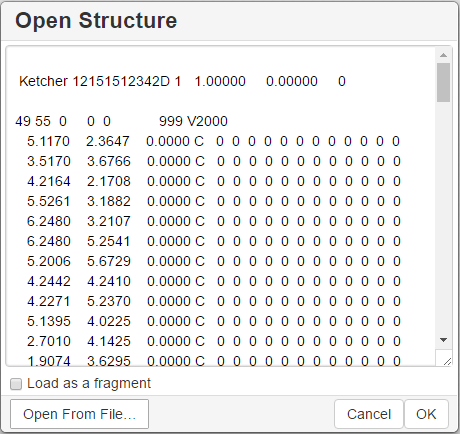 Open Structure
Ketcher 12151512342D 1 1.00000 0.00000 0
49 55 0 0 0 999 V2000
5.1170 2.3647 0.0000 C 0 0 0 0 0 0 0 0 0 0 0 0
3.5170 3.6766 0.0000 C 0 0 0 0 0 0 0 0 0 0 0 0
4.2164 2.1708 0.0000 C 0 0 0 0 0 0 0 0 0 0 0 0
5.5261 3.1882 0.0000 C 0 0 0 0 0 0 0 0 0 0 0 0
6.2480 3.2107 0.0000 C 0 0 0 0 0 0 0 0 0 0 0 0
6.2480 5.2541 0.0000 C 0 0 0 0 0 0 0 0 0 0 0 0
5.2006 5.6729 0.0000 C 0 0 0 0 0 0 0 0 0 0 0 0
4.2442 4.2410 0.0000 C 0 0 0 0 0 0 0 0 0 0 0 0
4.2271 5.2370 0.0000 C 0 0 0 0 0 0 0 0 0 0 0 0
5.1395 4.0225 0.0000 C 0 0 0 0 0 0 0 0 0 0 0 0
2.7010 4.1425 0.0000 C 0 0 0 0 0 0 0 0 0 0 0 0
1.9074 3.6295 0.0000 C 0 0 0 0 0 0 0 0 0 0 0 0
Load as a fragment
Open From File…
Cancel
OK